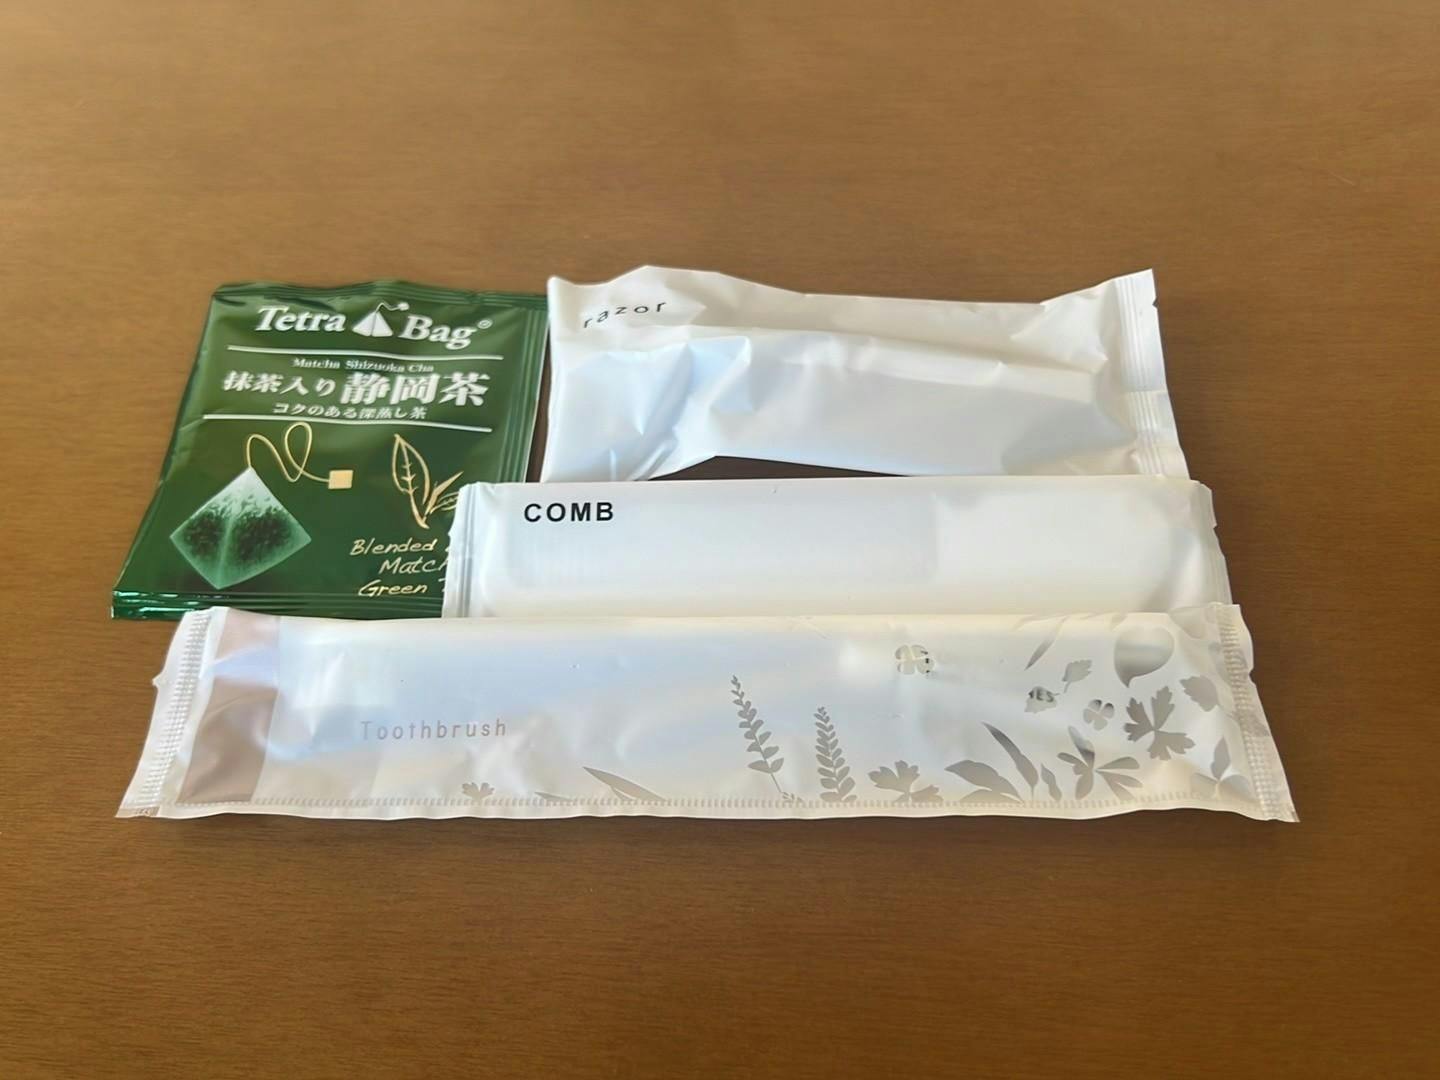 Tetra Bag®
Matcha Shizuoka Cha
抹茶入り 静岡茶
コクのある深蒸し茶
Blended
Matc
Green
razor
COMB
Toothbrush